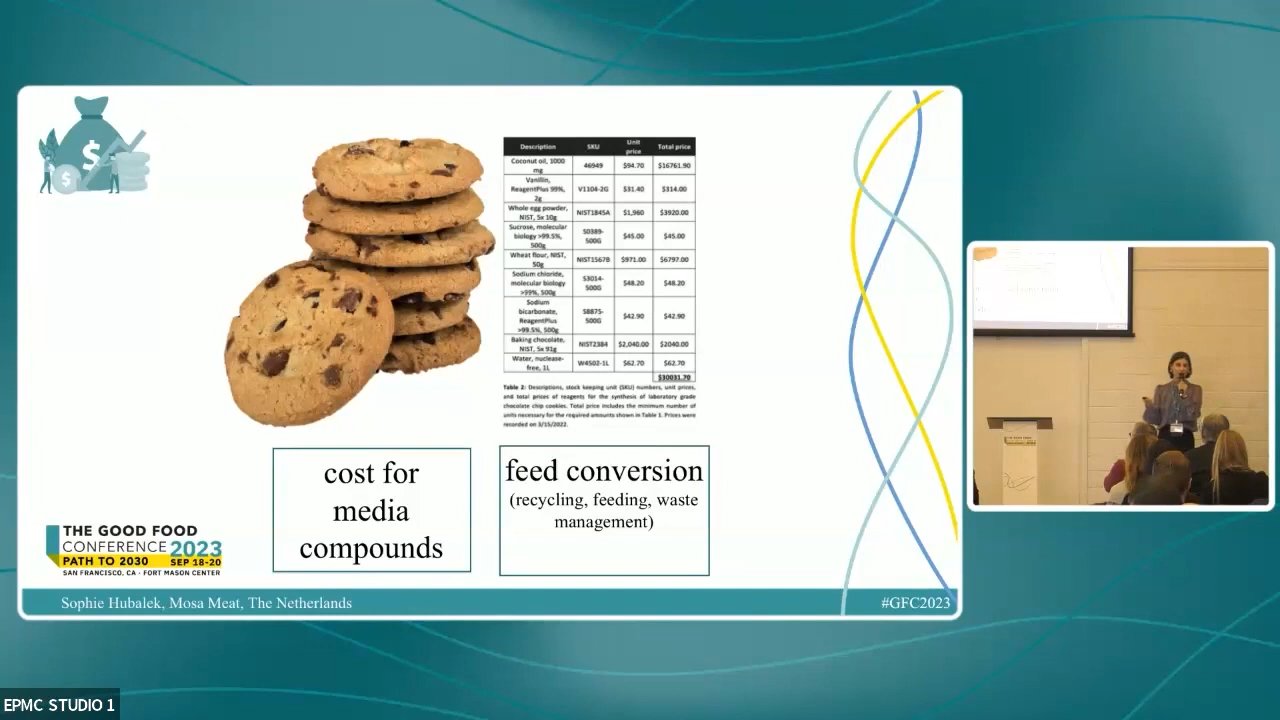 $
$
Description SKU Unit price Total price
Coconut oil, 1000 mg 46949 $94.70 $16761.90
Vanillin, ReagentPlus 99%, 2g V1104-2G $31.40 $314.00
Whole egg powder, NIST, 5x 10g NIST1845A $1,960 $3920.00
Sucrose, molecular biology >99.5%, 500g S0389-500G $45.00 $45.00
Wheat flour, NIST, 50g NIST1567B $971.00 $6797.00
Sodium chloride, molecular biology >99%, 500g S3014-500G $48.20 $48.20
Sodium bicarbonate, ReagentPlus >99.5%, 500g S8875-500G $42.90 $42.90
Baking chocolate, NIST, 5x 91g NIST2384 $2,040.00 $2040.00
Water, nuclease-free, 1L W4502-1L $62.70 $62.70
$30031.70
Table 2: Descriptions, stock keeping unit (SKU) numbers, unit prices,
and total prices of reagents for the synthesis of laboratory grade
chocolate chip cookies. Total price includes the minimum number of
units necessary for the required amounts shown in Table 1. Prices were
recorded on 3/15/2022.
cost for
media
compounds
feed conversion
(recycling, feeding, waste
management)
THE GOOD FOOD
CONFERENCE 2023
PATH TO 2030 SEP 18-20
SAN FRANCISCO, CA - FORT MASON CENTER
Sophie Hubalek, Mosa Meat, The Netherlands
#GFC2023
EPMC STUDIO 1